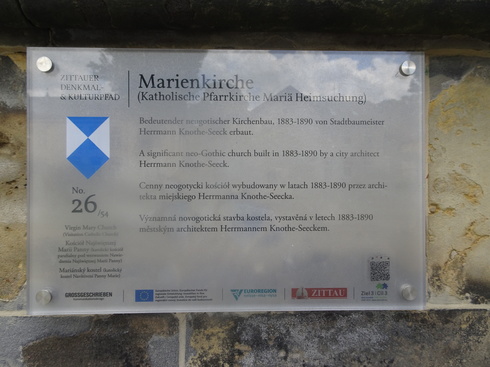 ZITTAUER
DENKMAL-
& KULTURPFAD
Marienkirche
(Katholische Pfarrkirche Mariä Heimsuchung)
Bedeutender neogotischer Kirchenbau, 1883-1890 von Stadtbaumeister
Herrmann Knothe-Seeck erbaut.
A significant neo-Gothic church built in 1883-1890 by a city architect
Herrmann Knothe-Seeck.
Cenny neogotycki kościół wybudowany w latach 1883-1890 przez archi-
tekta miejskiego Herrmanna Knothe-Seecka.
Významná novogotická stavba kostela, vystavěná v letech 1883-1890
městským architektem Herrmannem Knothe-Seeckem.
No.
26/54
Virgin Mary Church
Kościół Najświętszej
Marii Panny
Mariánský kostel
GROSSGESCHRIEBEN
EUROREGION
ZITTAU